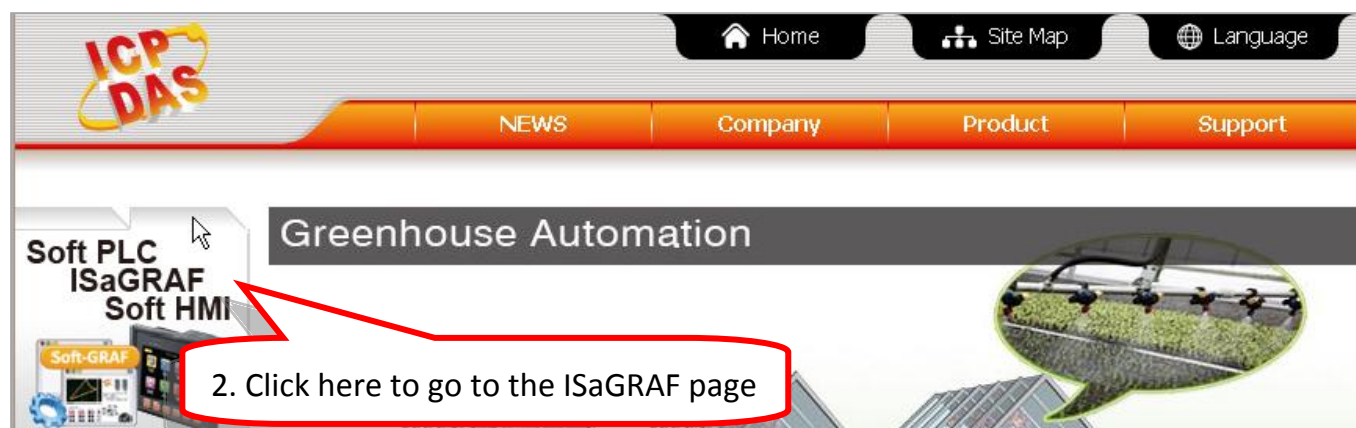 ICP
DAS
Home
Site Map
Language
NEWS
Company
Product
Support
Greenhouse Automation
Soft PLC
ISaGRAF
Soft HMI
Soft-GRAF
2. Click here to go to the ISaGRAF page